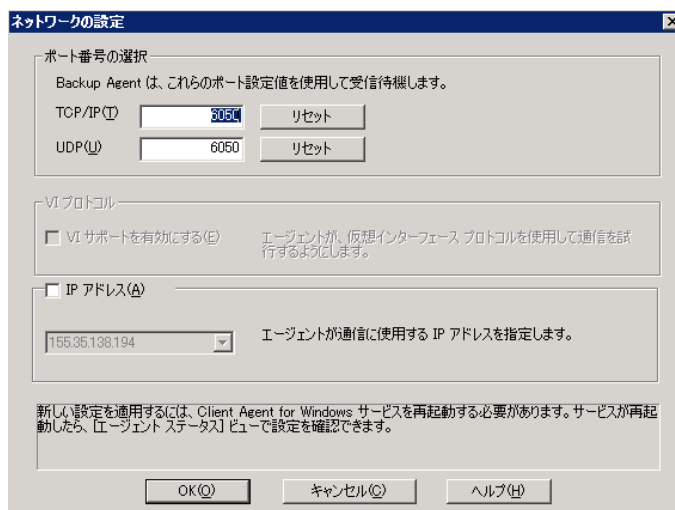 ネットワークの設定
ポート番号の選択
Backup Agent は、これらのポート設定値を使用して受信待機します。
TCP/IP(T) 6050 リセット
UDP(U) 6050 リセット
VI プロトコル
VI サポートを有効にする(E) エージェントが、仮想インターフェース プロトコルを使用して通信を試
行するようにします。
IP アドレス(A)
155.35.138.194 エージェントが通信に使用する IP アドレスを指定します。
新しい設定を適用するには、Client Agent for Windows サービスを再起動する必要があります。サービスが再起
動したら、[エージェント ステータス] ビューで設定を確認できます。
OK(O) キャンセル(C) ヘルプ(H)